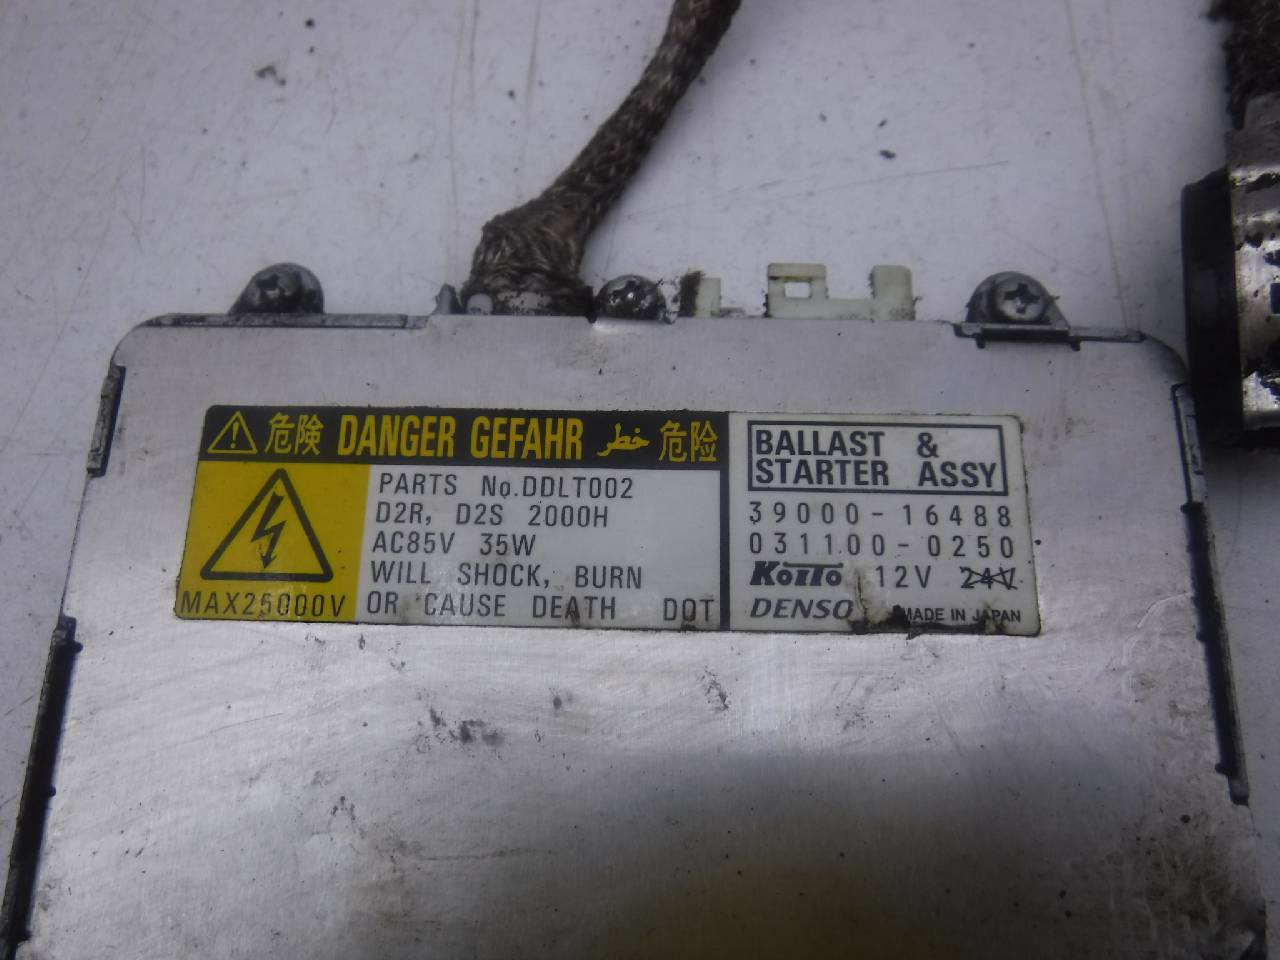 危険 DANGER GEFAHR خطر 危险
PARTS No.DDLT002
D2R, D2S 2000H
AC85V 35W
WILL SHOCK, BURN
OR CAUSE DEATH DOT
MAX25000V
BALLAST &
STARTER ASSY
39000-16488
031100-0250
KOITO 12V 24V
DENSO MADE IN JAPAN